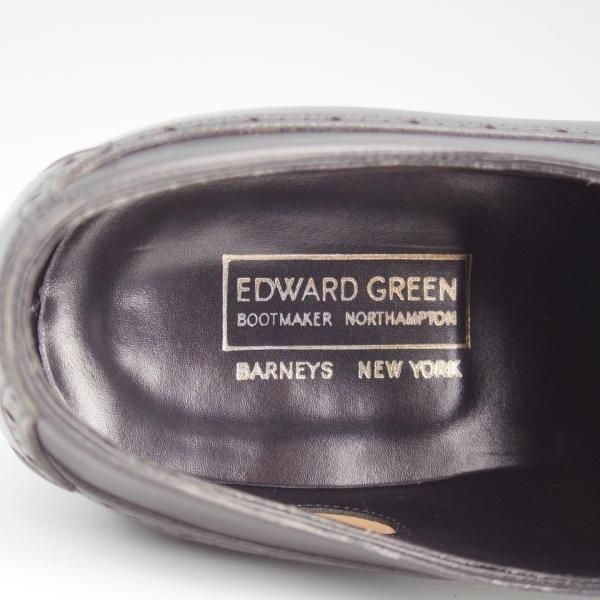 EDWARD GREEN
BOOTMAKER NORTHAMPTON
BARNEYS NEW YORK